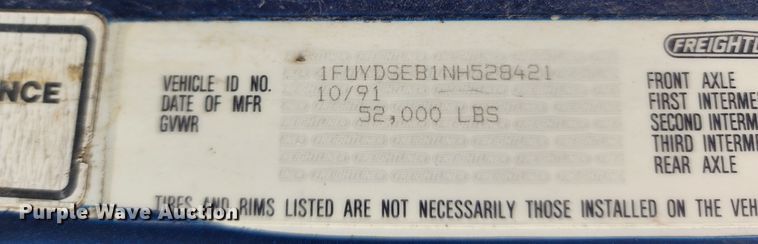 NCE
FREIGHTL
VEHICLE ID NO. 1FUYDSEB1NH528421
DATE OF MFR 10/91
GVWR 52,000 LBS
FRONT AXLE
FIRST INTERME
SECOND INTERM
THIRD INTERM
REAR AXLE
TIRES AND RIMS LISTED ARE NOT NECESSARILY THOSE INSTALLED ON THE VEH
Purple Wave Auction